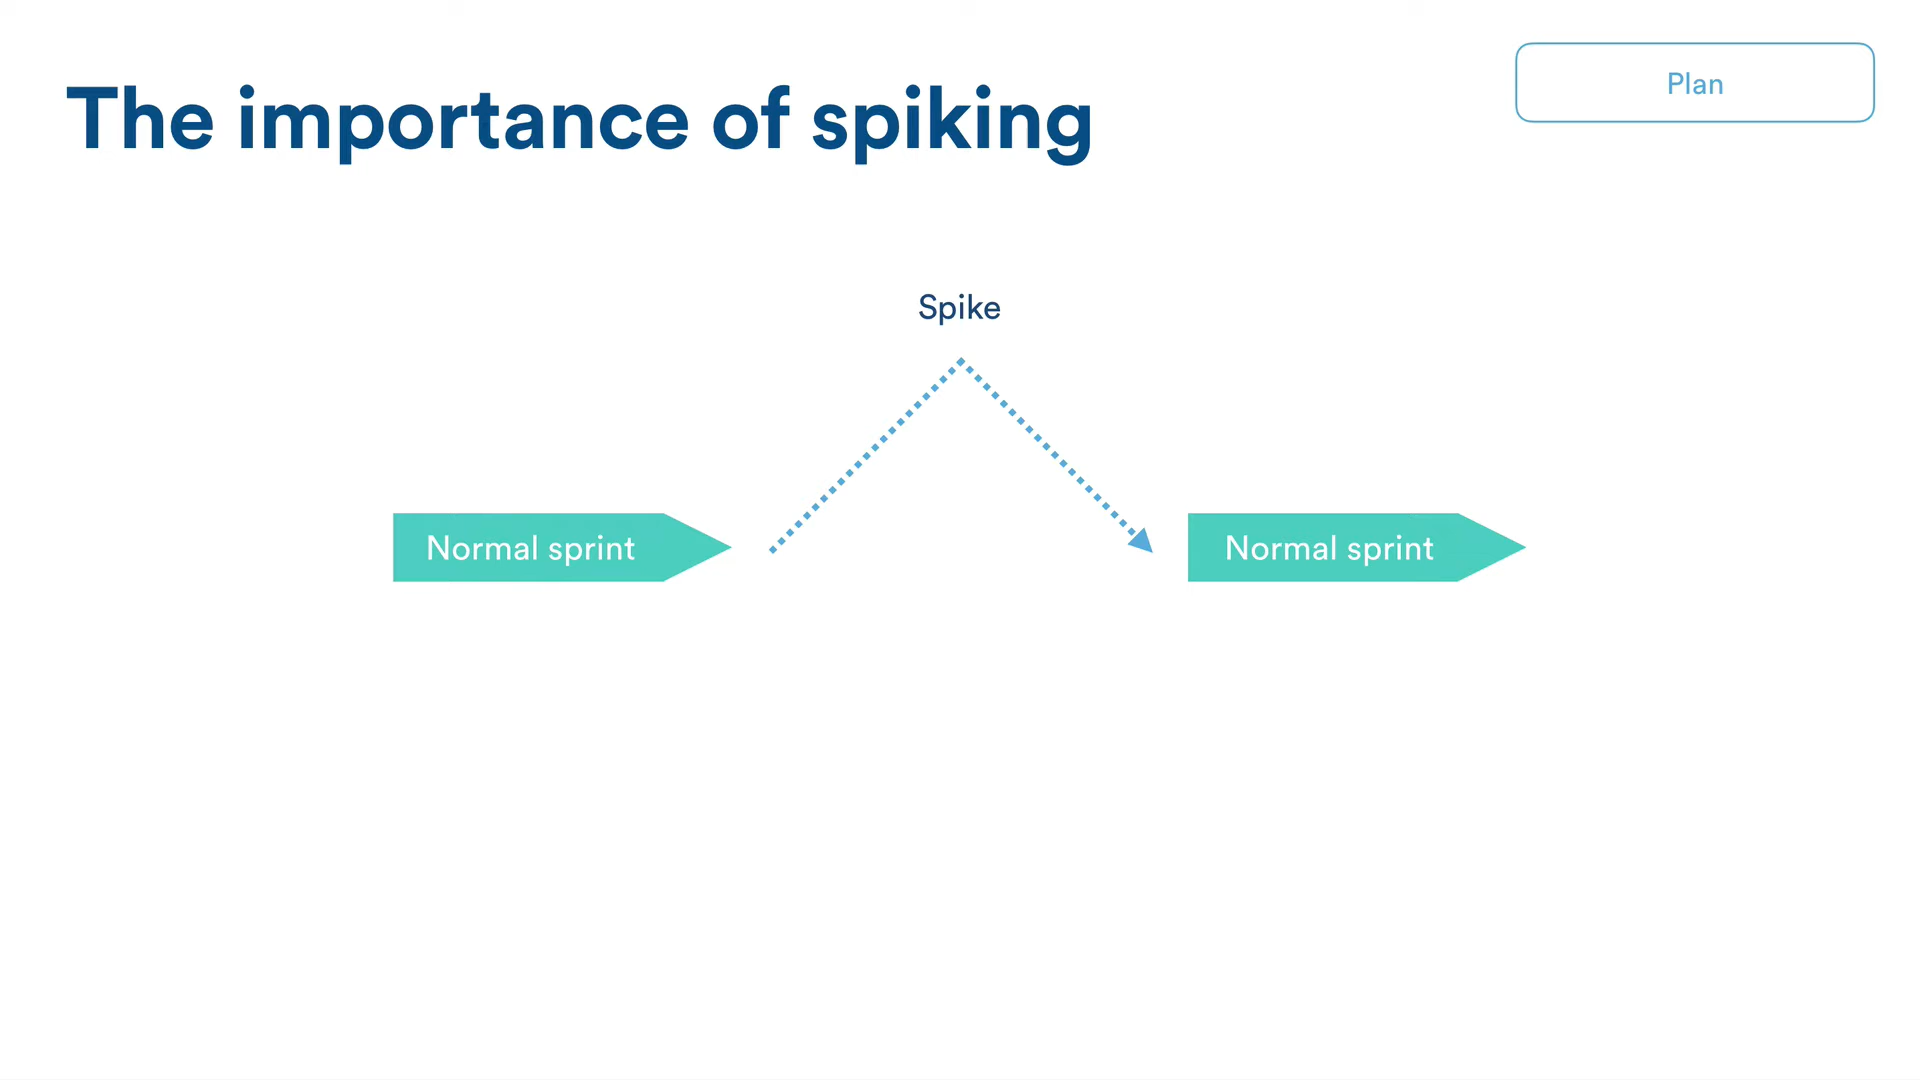 The importance of spiking
Plan
Spike
Normal sprint
Normal sprint